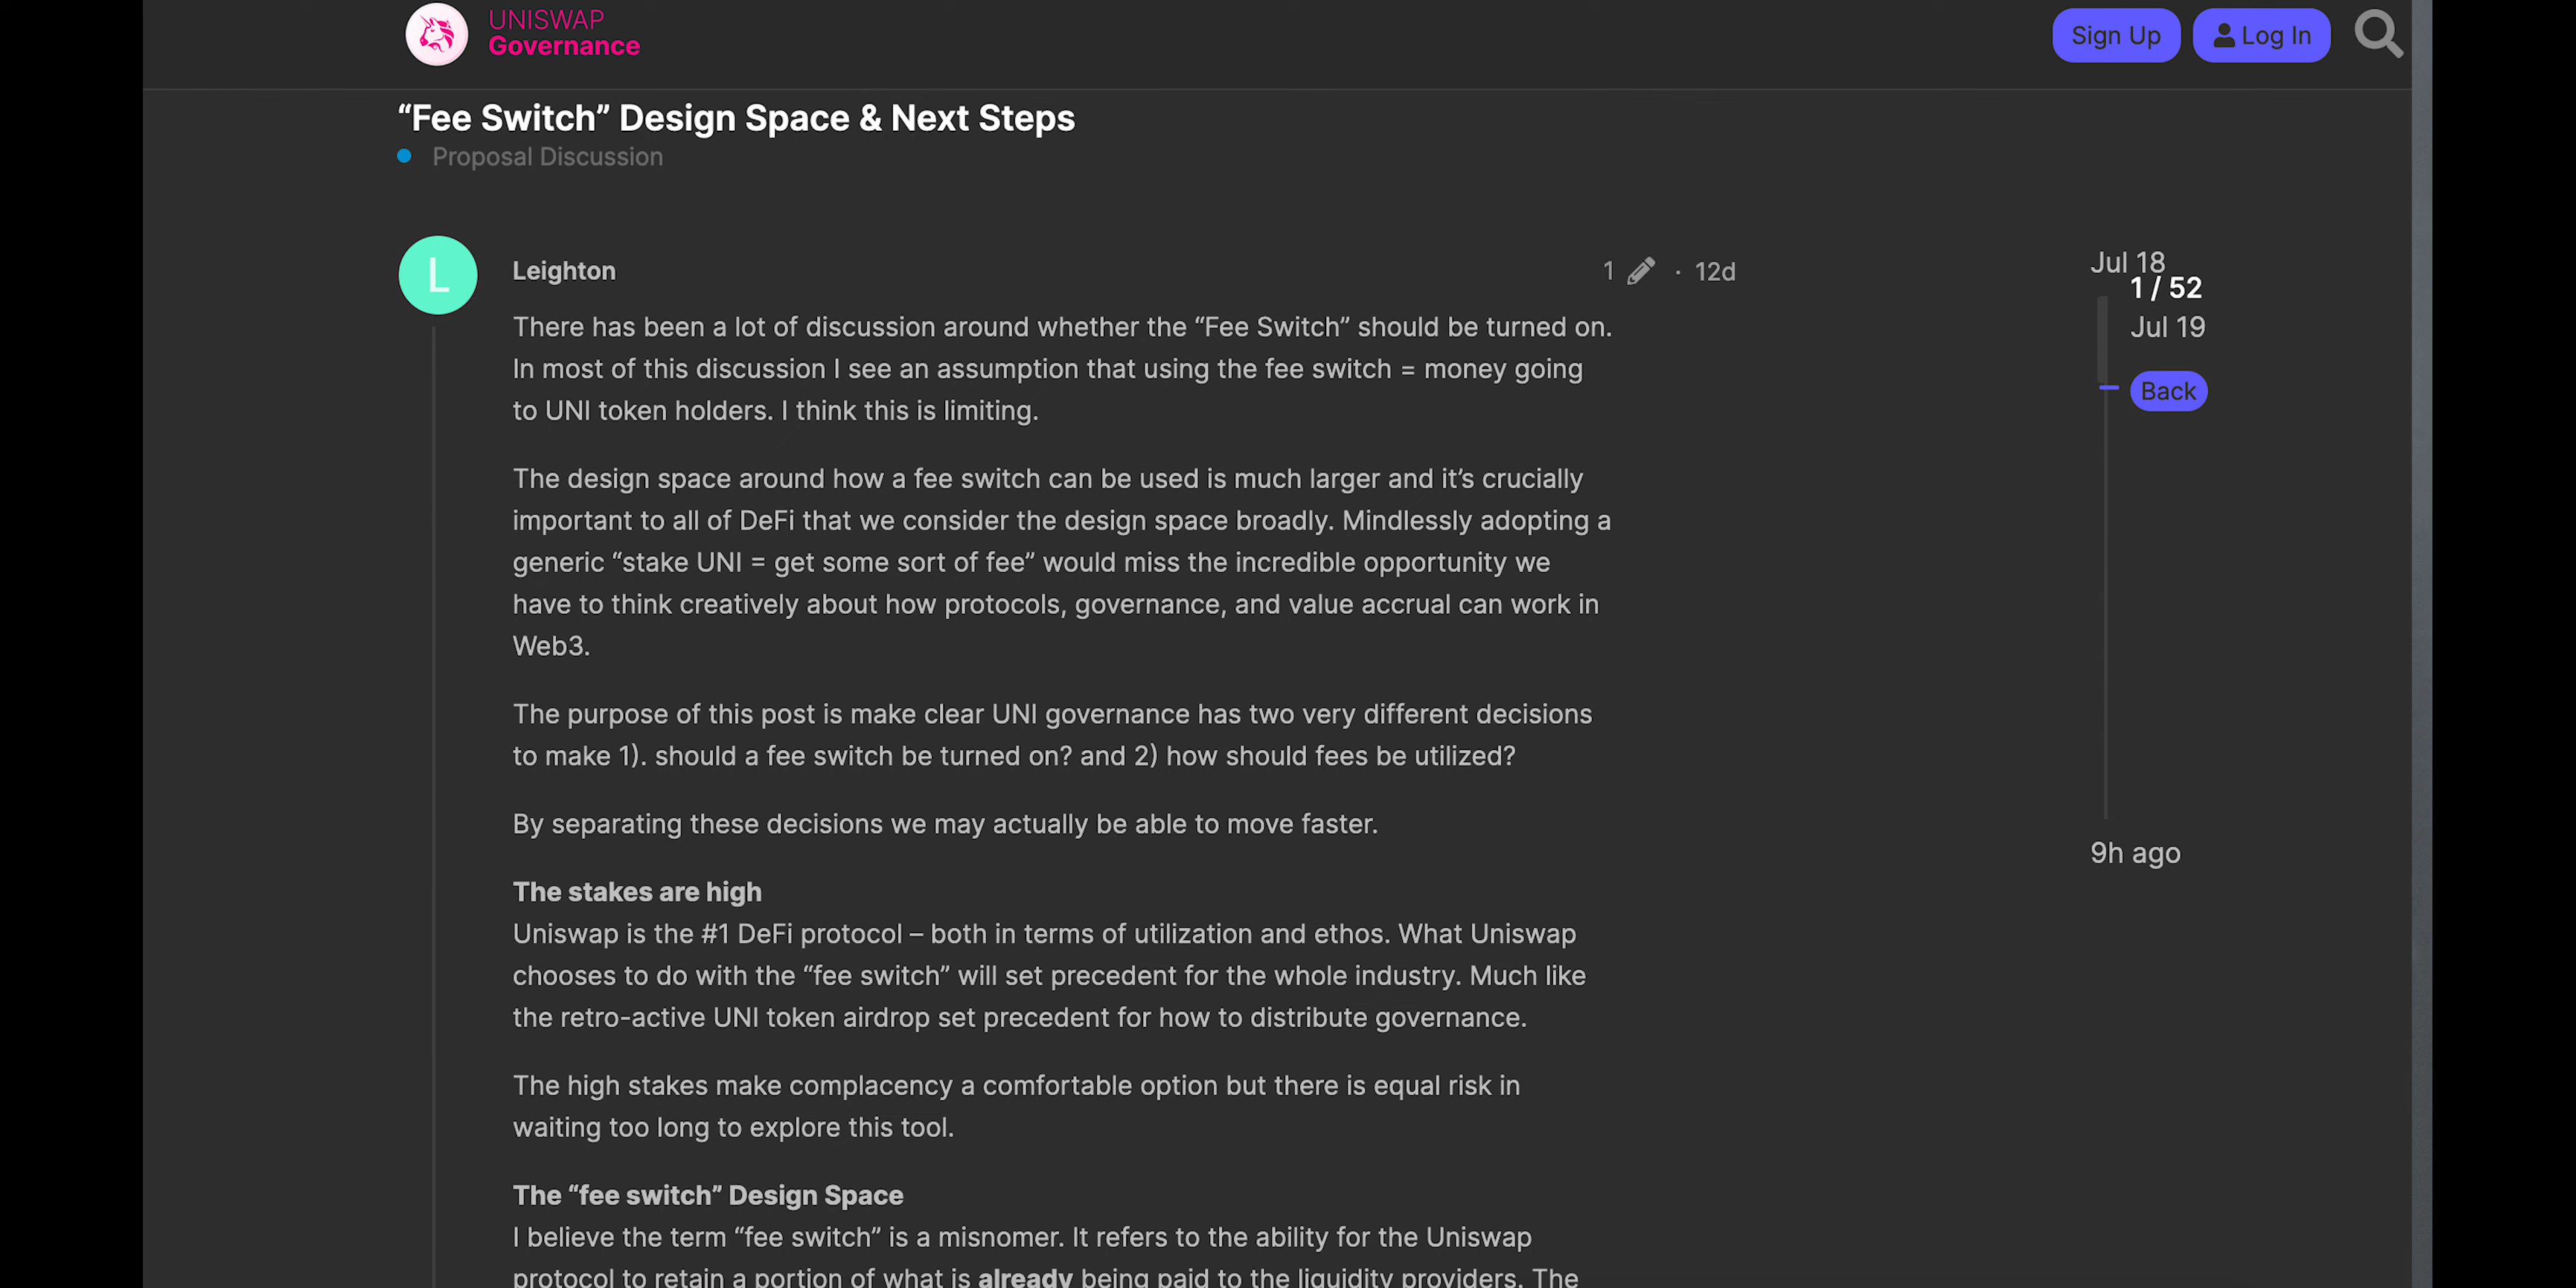 UNISWAP
Governance
Sign Up
Log In
“Fee Switch” Design Space & Next Steps
Proposal Discussion
L
Leighton
1 · 12d
There has been a lot of discussion around whether the “Fee Switch” should be turned on.
In most of this discussion I see an assumption that using the fee switch = money going
to UNI token holders. I think this is limiting.
The design space around how a fee switch can be used is much larger and it’s crucially
important to all of DeFi that we consider the design space broadly. Mindlessly adopting a
generic “stake UNI = get some sort of fee” would miss the incredible opportunity we
have to think creatively about how protocols, governance, and value accrual can work in
Web3.
The purpose of this post is make clear UNI governance has two very different decisions
to make 1). should a fee switch be turned on? and 2) how should fees be utilized?
By separating these decisions we may actually be able to move faster.
The stakes are high
Uniswap is the #1 DeFi protocol – both in terms of utilization and ethos. What Uniswap
chooses to do with the “fee switch” will set precedent for the whole industry. Much like
the retro-active UNI token airdrop set precedent for how to distribute governance.
The high stakes make complacency a comfortable option but there is equal risk in
waiting too long to explore this tool.
The “fee switch” Design Space
I believe the term “fee switch” is a misnomer. It refers to the ability for the Uniswap
protocol to retain a portion of what is already being paid to the liquidity providers. The
Jul 18
1 / 52
Jul 19
Back
9h ago